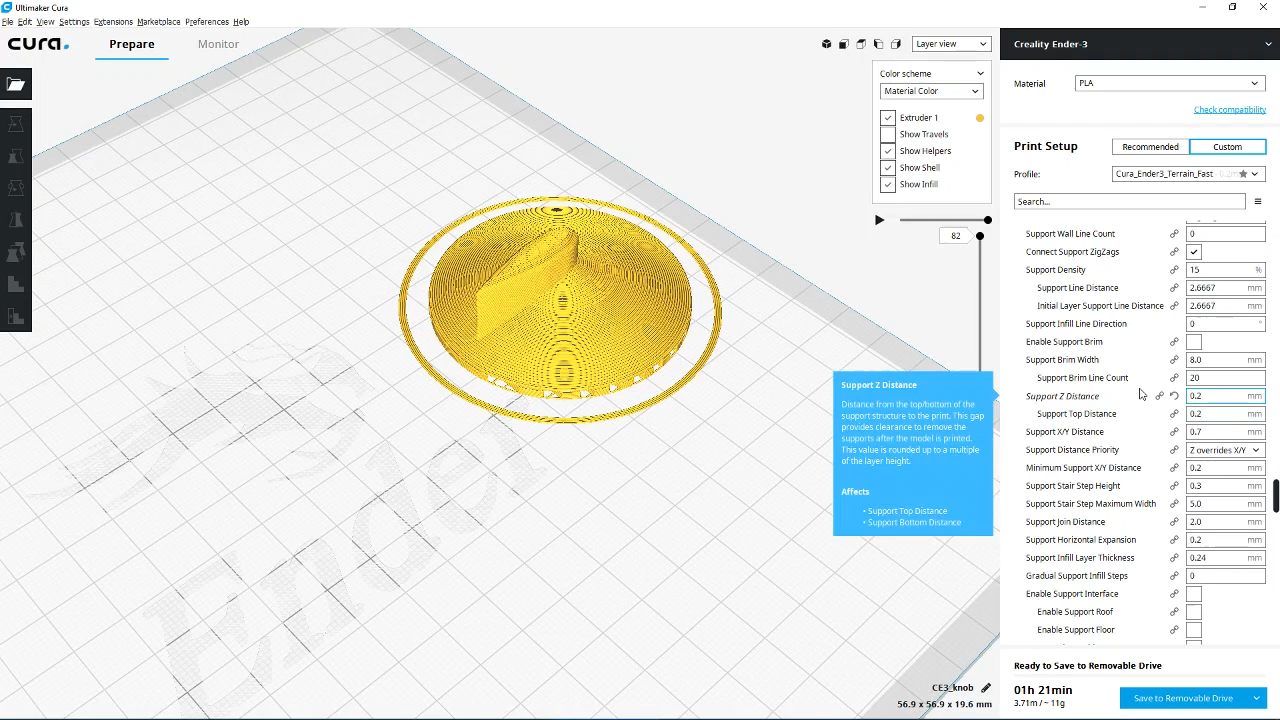 Ultimaker Cura
File Edit View Settings Extensions Marketplace Preferences Help
cura.
Prepare
Monitor
Layer view
Color scheme
Material Color
Extruder 1
Show Travels
Show Helpers
Show Shell
Show Infill
82
Support Z Distance
Distance from the top/bottom of the
support structure to the print. This gap
provides clearance to remove the
supports after the model is printed.
This value is rounded up to a multiple
of the layer height.
Affects
• Support Top Distance
• Support Bottom Distance
CE3_knob
56.9 x 56.9 x 19.6 mm
Creality Ender-3
Material PLA
Check compatibility
Print Setup Recommended Custom
Profile: Cura_Ender3_Terrain_Fast - 0.2m
Search...
Support Wall Line Count 0
Connect Support ZigZags
Support Density 15 %
Support Line Distance 2.6667 mm
Initial Layer Support Line Distance 2.6667 mm
Support Infill Line Direction 0 °
Enable Support Brim
Support Brim Width 8.0 mm
Support Brim Line Count 20
Support Z Distance 0.2 mm
Support Top Distance 0.2 mm
Support X/Y Distance 0.7 mm
Support Distance Priority Z overrides X/Y
Minimum Support X/Y Distance 0.2 mm
Support Stair Step Height 0.3 mm
Support Stair Step Maximum Width 5.0 mm
Support Join Distance 2.0 mm
Support Horizontal Expansion 0.2 mm
Support Infill Layer Thickness 0.24 mm
Gradual Support Infill Steps 0
Enable Support Interface
Enable Support Roof
Enable Support Floor
Ready to Save to Removable Drive
01h 21min
3.71m / ~ 11g
Save to Removable Drive